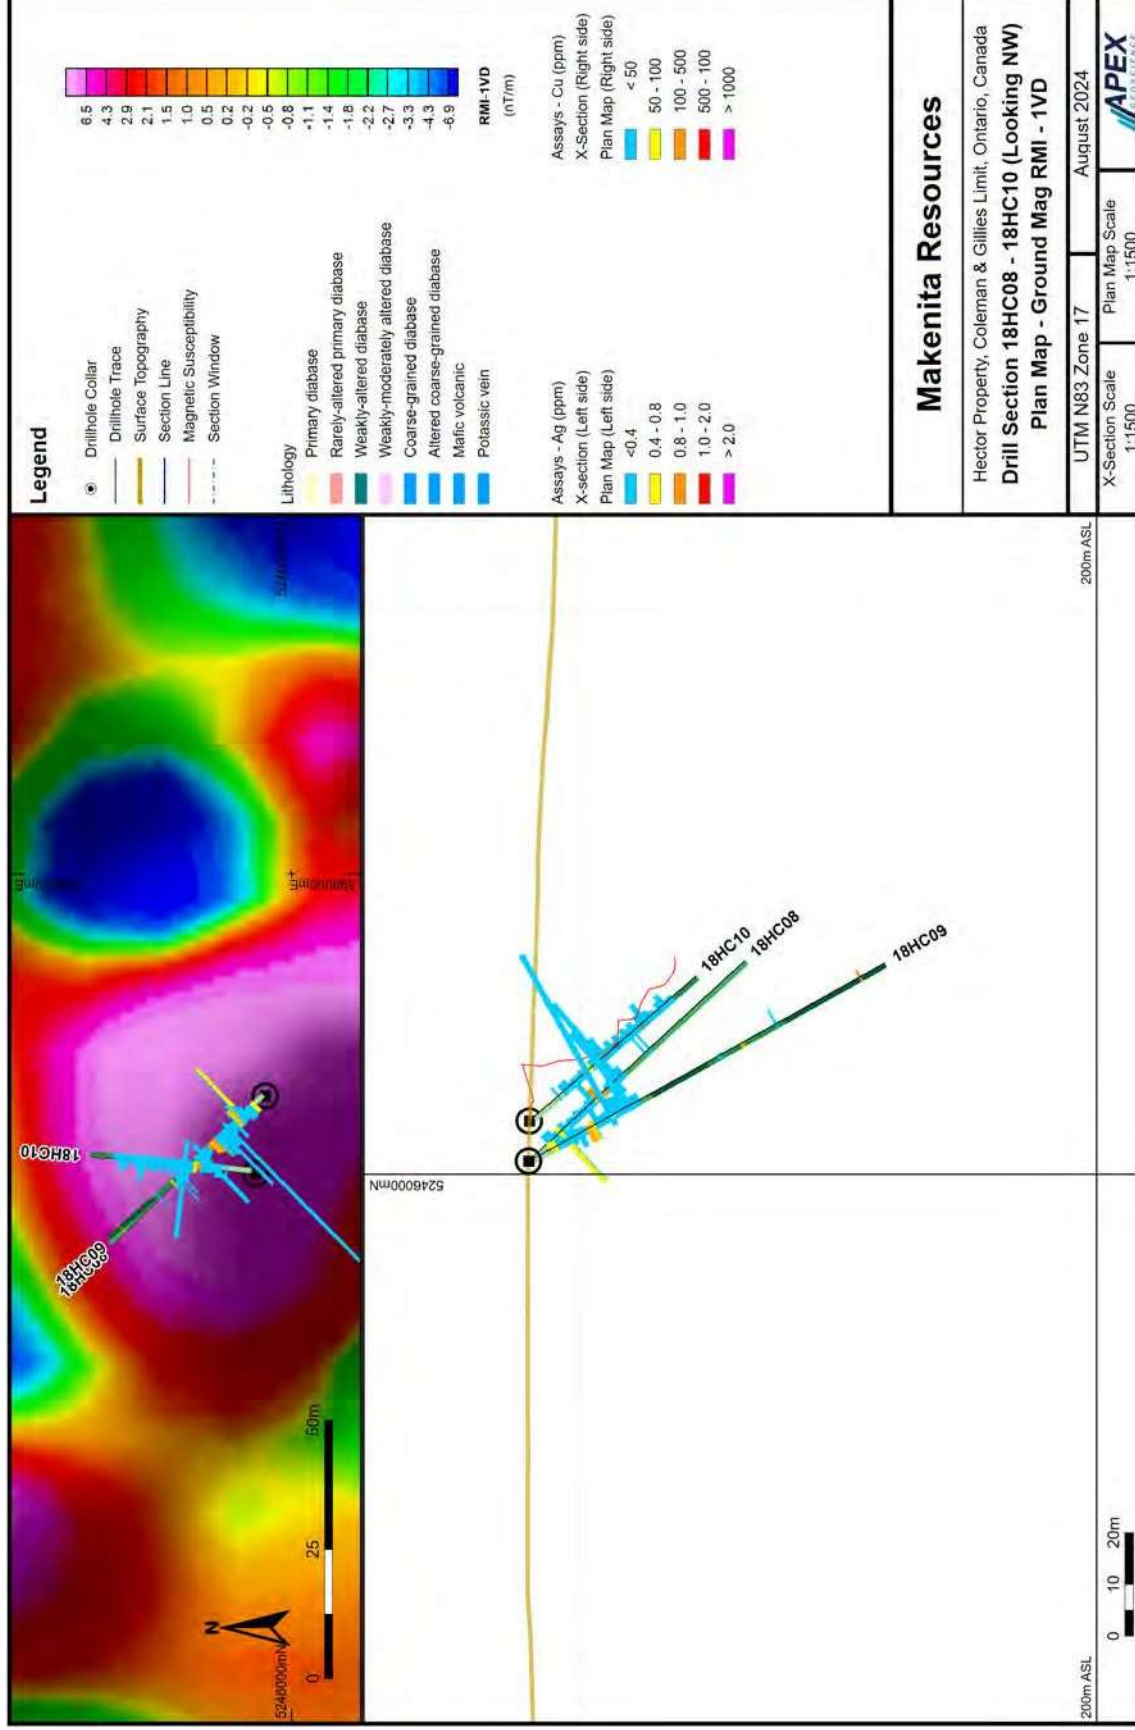 Legend
Drillhole Collar
Drillhole Trace
Surface Topography
Section Line
Magnetic Susceptibility
Section Window
Lithology
Primary diabase
Rarely-altered primary diabase
Weakly-altered diabase
Weakly-moderately altered diabase
Coarse-grained diabase
Altered coarse-grained diabase
Mafic volcanic
Potassic vein
6.5
4.3
2.9
2.1
1.5
1.0
0.5
0.2
-0.2
-0.5
-0.8
-1.1
-1.4
-1.8
-2.2
-2.7
-3.3
-4.3
-6.9
RMI-1VD
(nT/m)
Assays - Ag (ppm)
X-section (Left side)
Plan Map (Left side)
<0.4
0.4 - 0.8
0.8 - 1.0
1.0 - 2.0
> 2.0
Assays - Cu (ppm)
X-Section (Right side)
Plan Map (Right side)
< 50
50 - 100
100 - 500
500 - 100
> 1000
Makenita Resources
Hector Property, Coleman & Gillies Limit, Ontario, Canada
Drill Section 18HC08 - 18HC10 (Looking NW)
Plan Map - Ground Mag RMI - 1VD
UTM N83 Zone 17
August 2024
X-Section Scale
1:1500
Plan Map Scale
1:1500
APEX
GEOSCIENCE
18HC10
18HC09
18HC08
N
0
25
50m
5246000mN
18HC10
18HC08
18HC09
5246000mN
200m ASL
200m ASL
0
10
20m